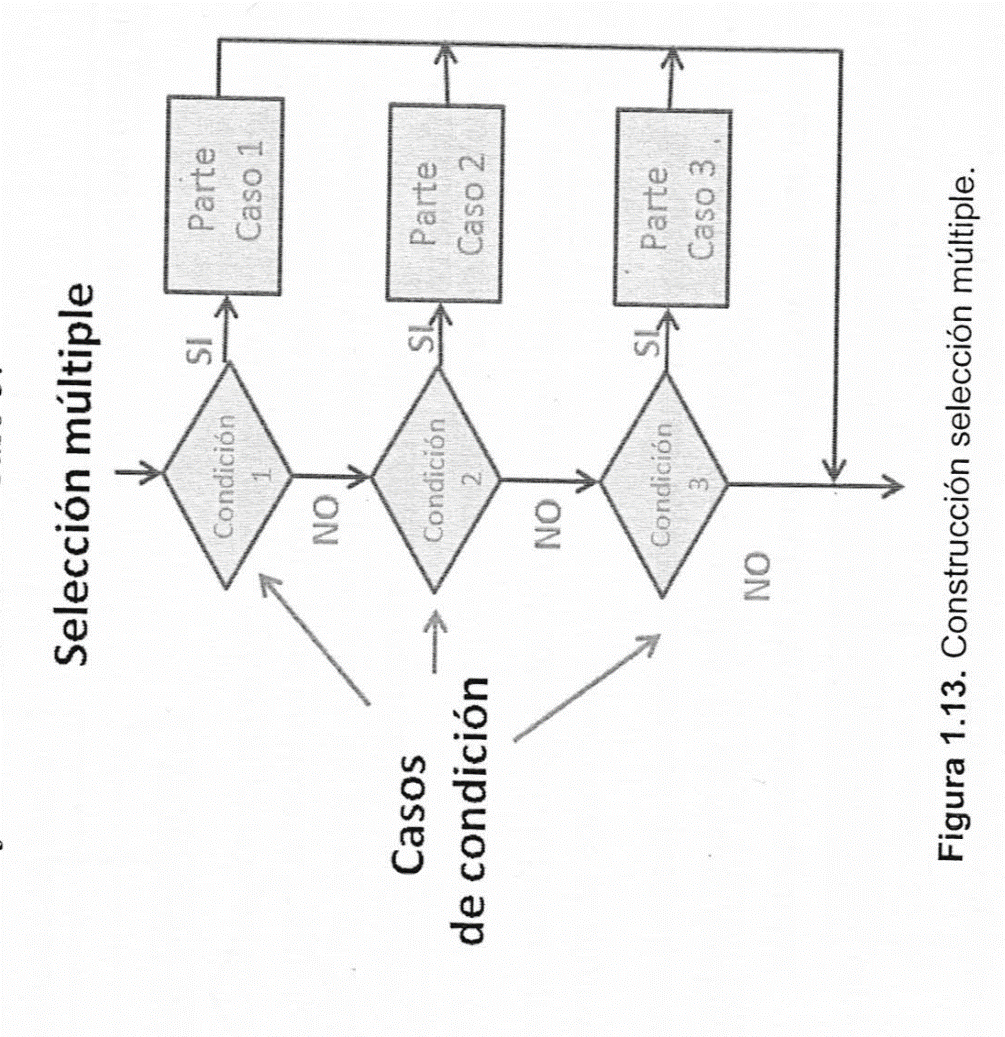 Selección múltiple
Condición
1
SI
Parte
Caso 1
NO
Condición
2
SI
Parte
Caso 2
NO
Condición
3
SI
Parte
Caso 3
NO
Casos
de condición
Figura 1.13. Construcción selección múltiple.